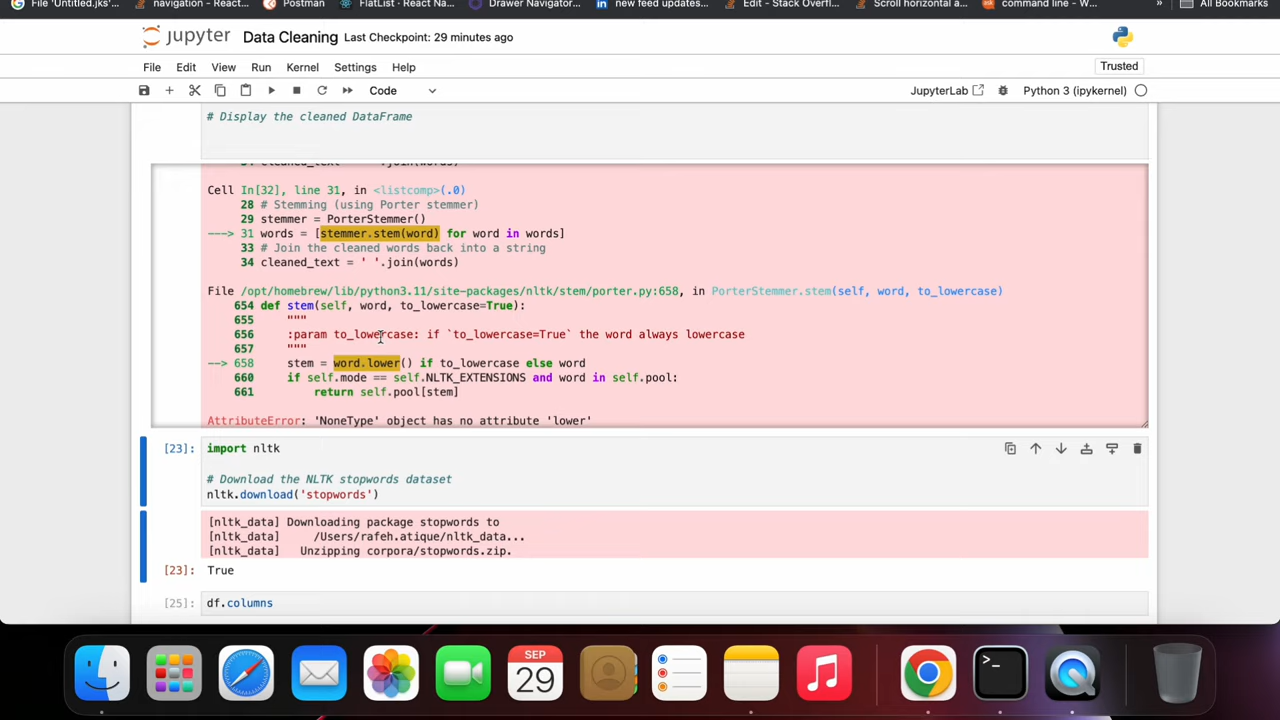 File 'Untitled.jks'... navigation - React... Postman FlatList · React Na... Drawer Navigator... new feed updates... Edit - Stack Overfl... Scroll horizontal a... command line - W... » All Bookmarks
jupyter Data Cleaning Last Checkpoint: 29 minutes ago
File Edit View Run Kernel Settings Help Trusted
Code JupyterLab Python 3 (ipykernel)
# Display the cleaned DataFrame
34 cleaned_text = ' '.join(words)
Cell In[32], line 31, in <listcomp>(.0)
28 # Stemming (using Porter stemmer)
29 stemmer = PorterStemmer()
---> 31 words = [stemmer.stem(word) for word in words]
33 # Join the cleaned words back into a string
34 cleaned_text = ' '.join(words)
File /opt/homebrew/lib/python3.11/site-packages/nltk/stem/porter.py:658, in PorterStemmer.stem(self, word, to_lowercase)
654 def stem(self, word, to_lowercase=True):
655 """
656 :param to_lowercase: if `to_lowercase=True` the word always lowercase
657 """
--> 658 stem = word.lower() if to_lowercase else word
660 if self.mode == self.NLTK_EXTENSIONS and word in self.pool:
661 return self.pool[stem]
AttributeError: 'NoneType' object has no attribute 'lower'
[23]: import nltk
# Download the NLTK stopwords dataset
nltk.download('stopwords')
[nltk_data] Downloading package stopwords to
[nltk_data] /Users/rafeh.atique/nltk_data...
[nltk_data] Unzipping corpora/stopwords.zip.
[23]: True
[25]: df.columns
SEP
29
>_